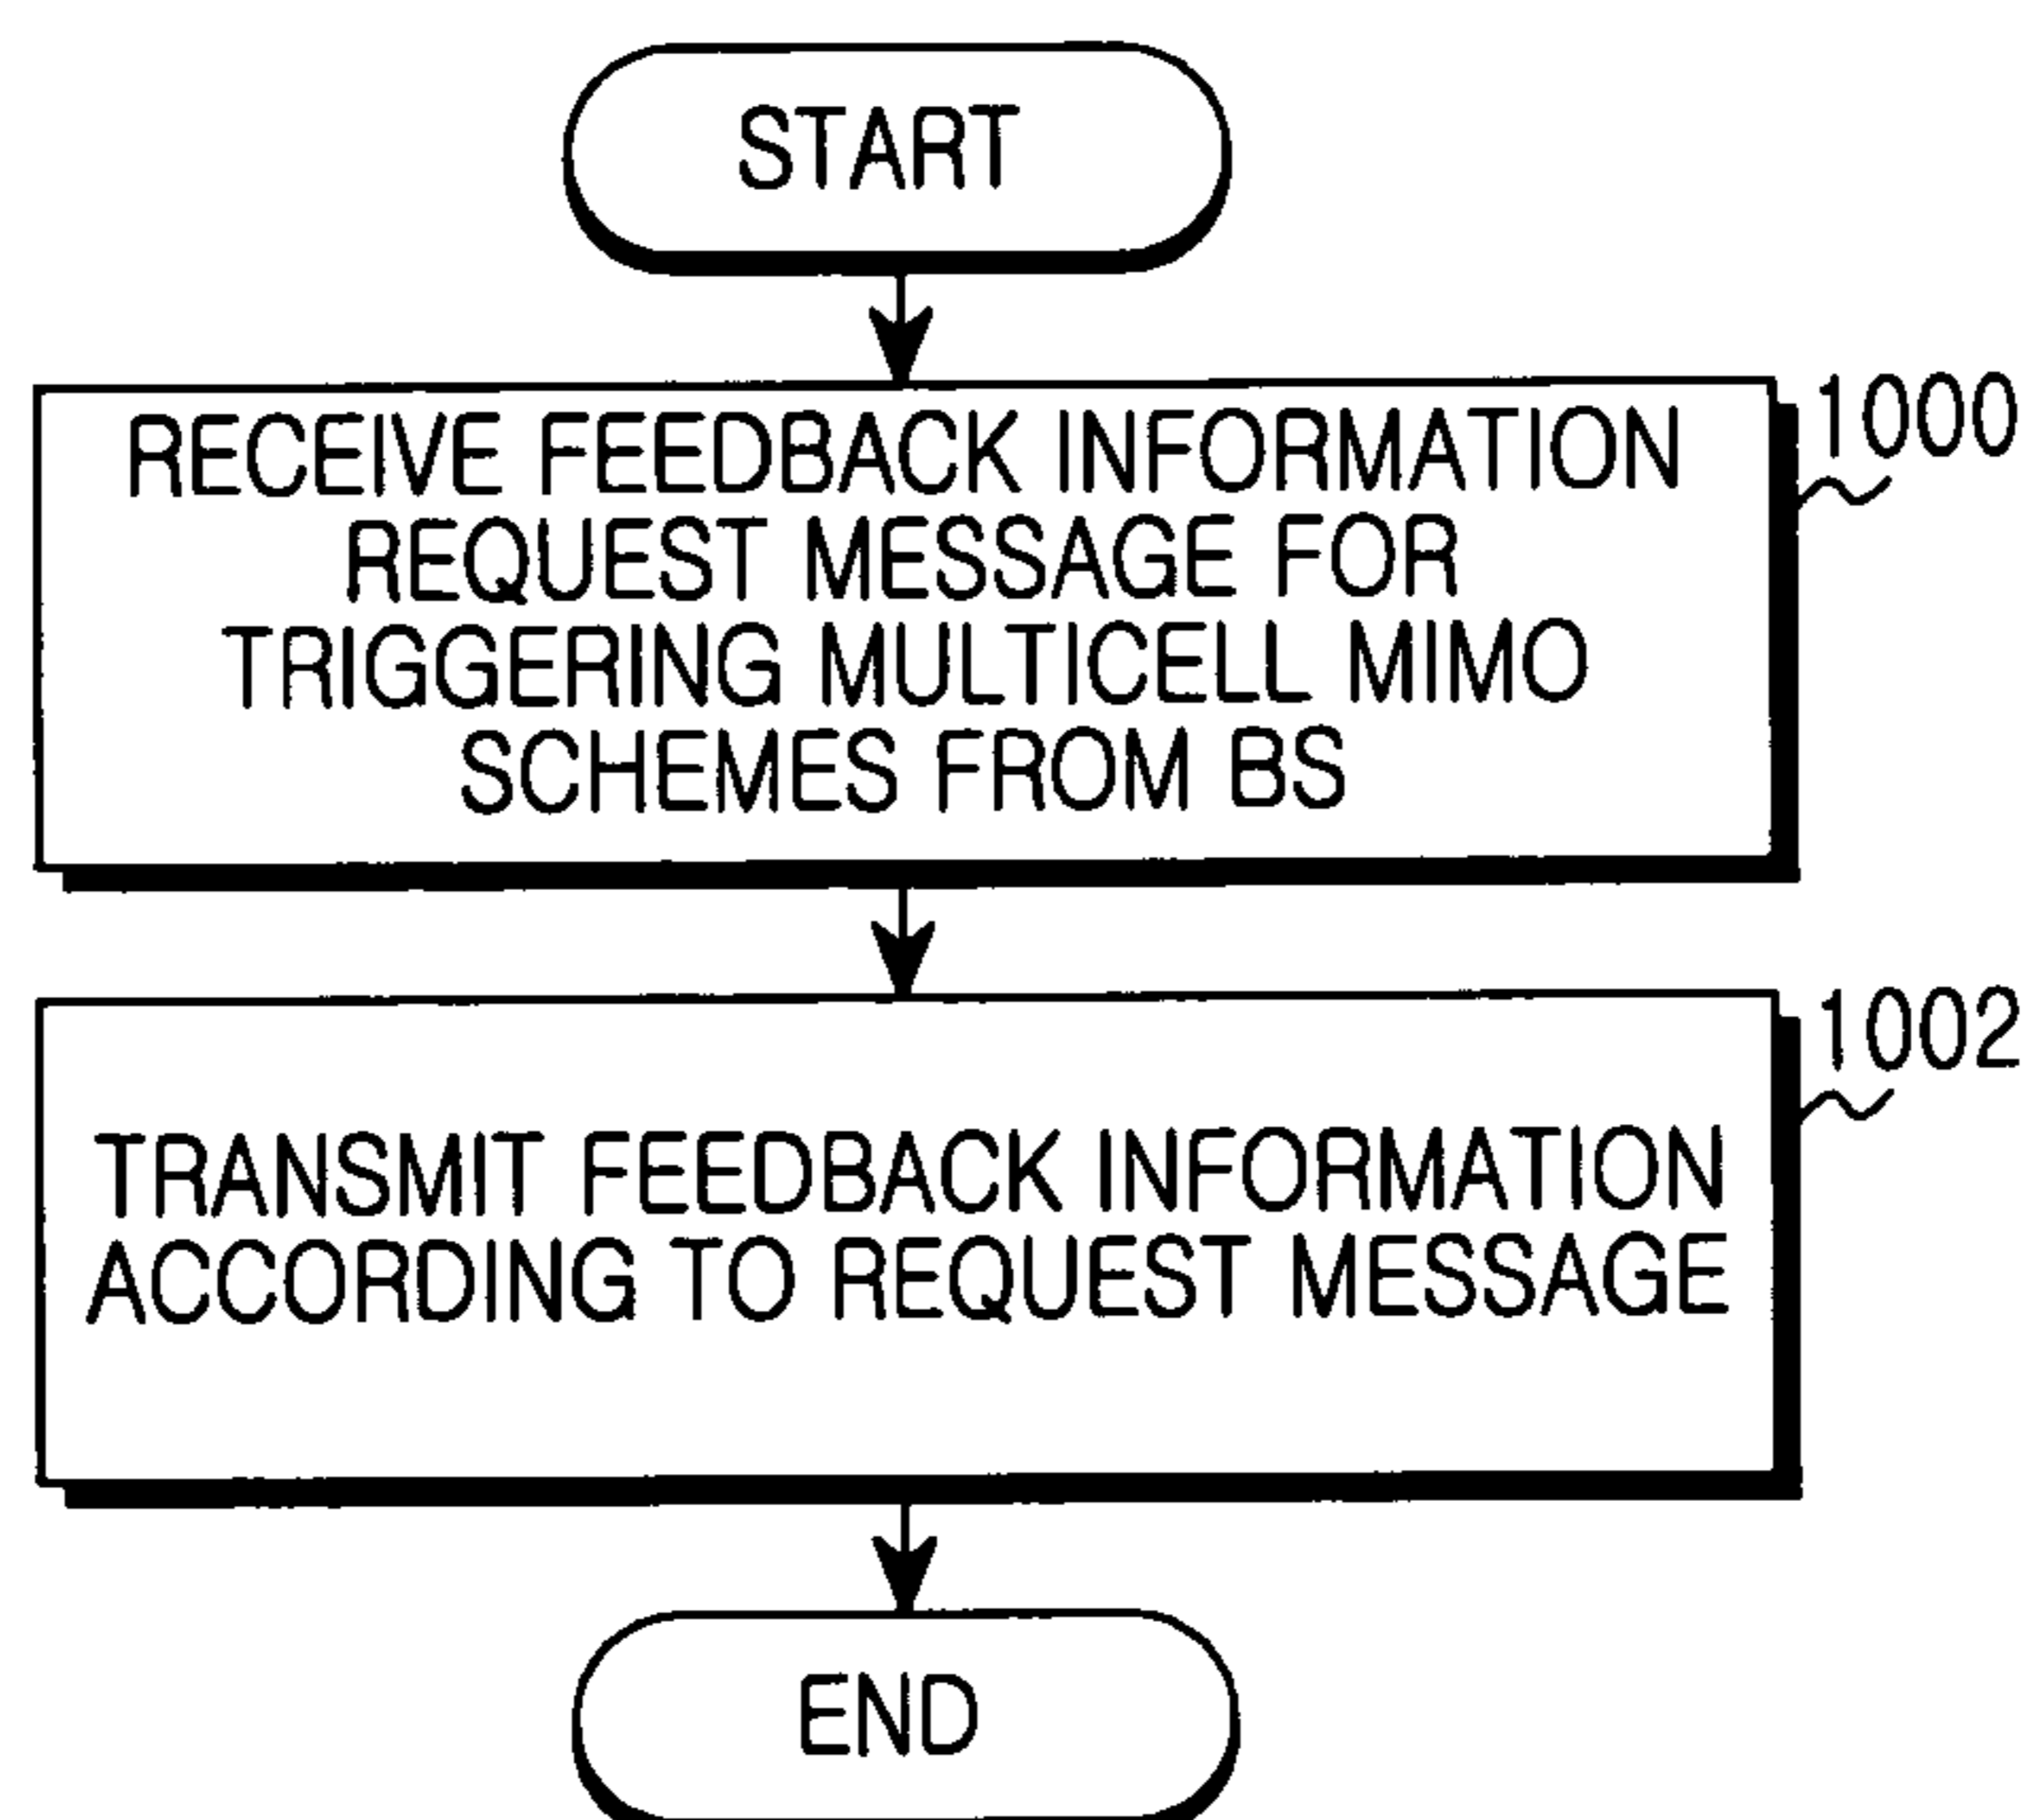 START
RECEIVE FEEDBACK INFORMATION
REQUEST MESSAGE FOR
TRIGGERING MULTICELL MIMO
SCHEMES FROM BS
1000
TRANSMIT FEEDBACK INFORMATION
ACCORDING TO REQUEST MESSAGE
1002
END